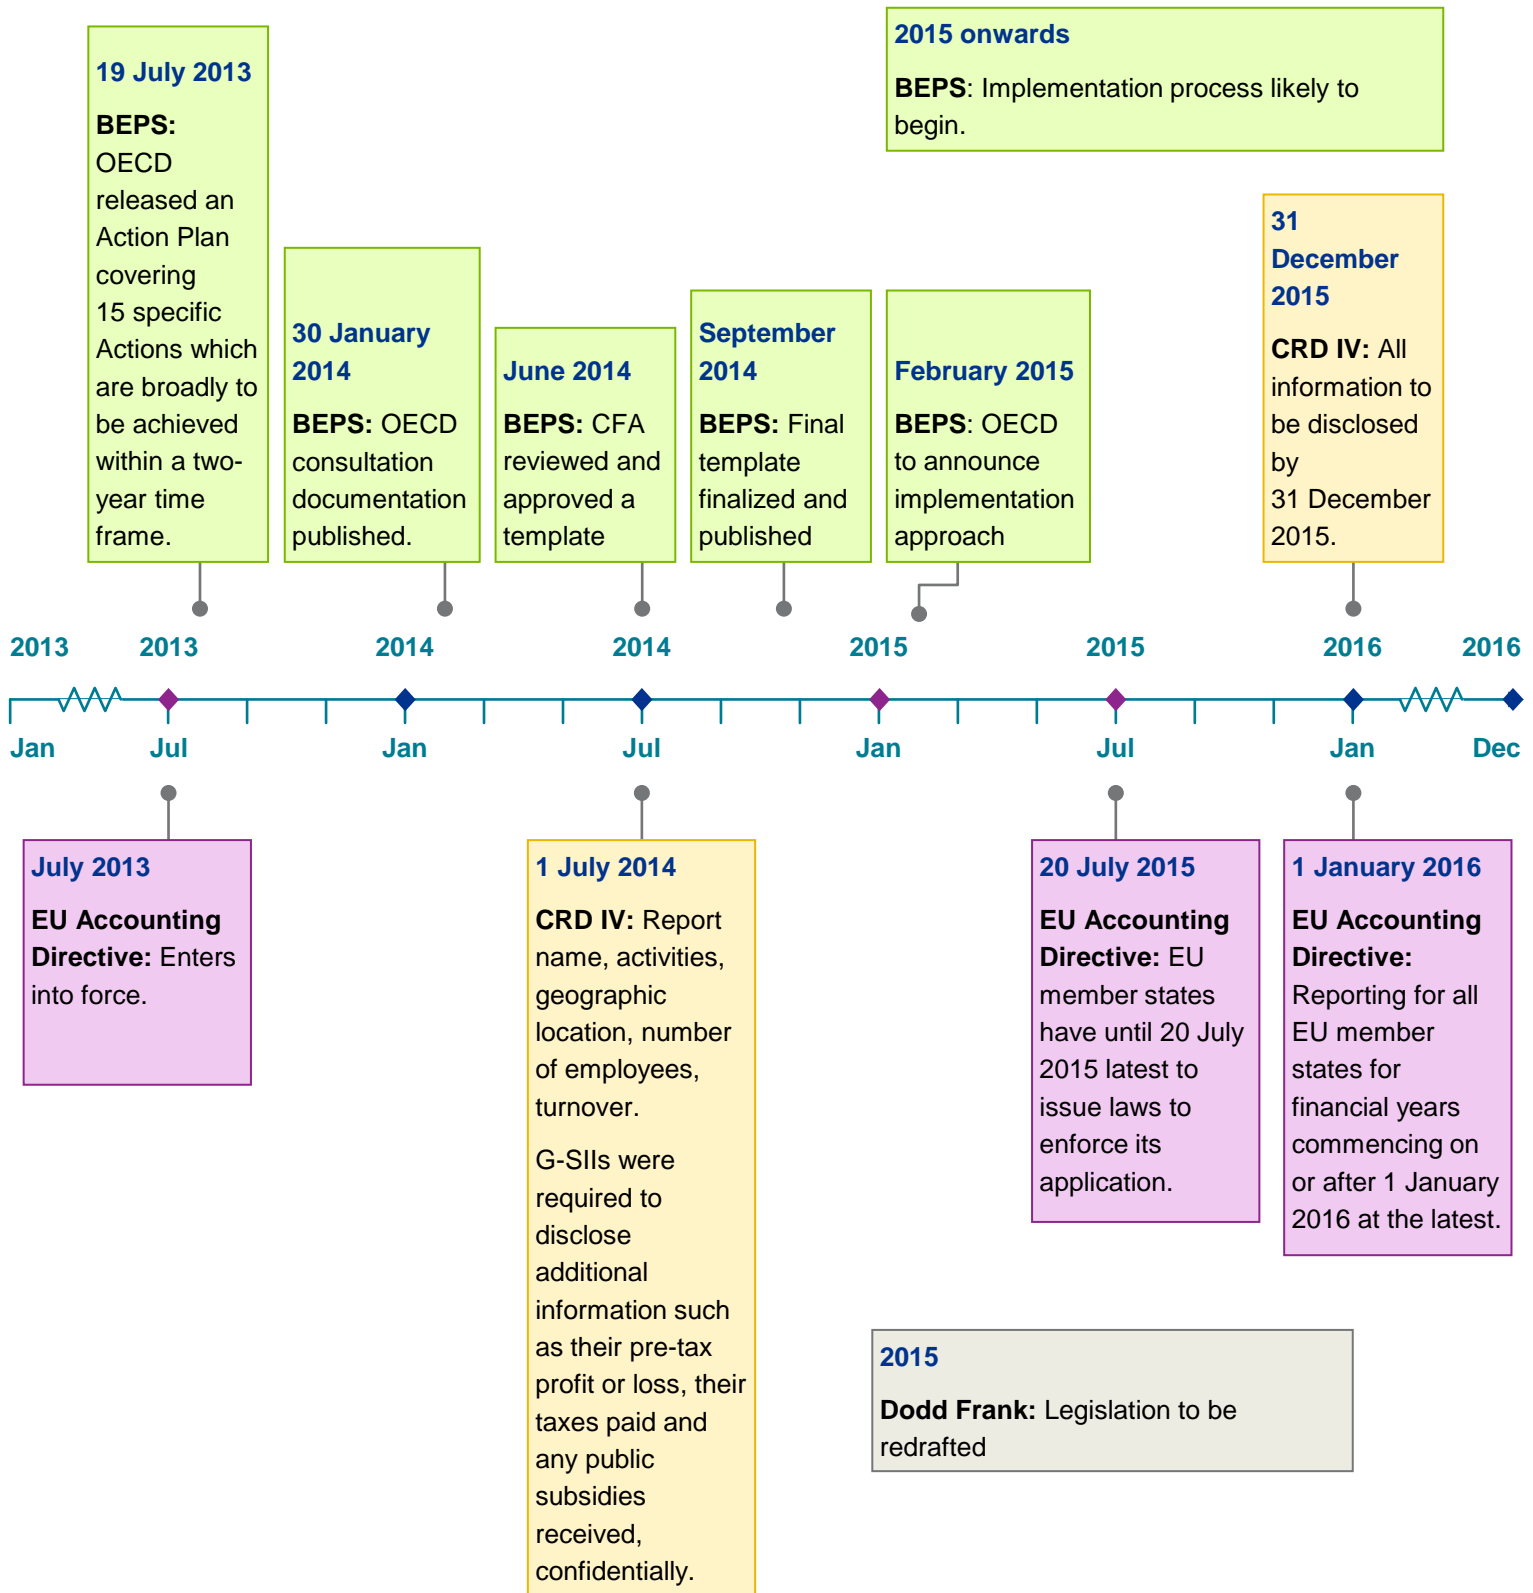 19 July 2013
BEPS:
OECD
released an
Action Plan
covering
15 specific
Actions which
are broadly to
be achieved
within a two-
year time
frame.
30 January
2014
BEPS: OECD
consultation
documentation
published.
June 2014
BEPS: CFA
reviewed and
approved a
template
September
2014
BEPS: Final
template
finalized and
published
2015 onwards
BEPS: Implementation process likely to
begin.
February 2015
BEPS: OECD
to announce
implementation
approach
31
December
2015
CRD IV: All
information to
be disclosed
by
31 December
2015.
2013 2013 2014 2014 2015 2015 2016 2016
Jan Jul Jan Jul Jan Jul Jan Dec
July 2013
EU Accounting
Directive: Enters
into force.
1 July 2014
CRD IV: Report
name, activities,
geographic
location, number
of employees,
turnover.
G-SIIs were
required to
disclose
additional
information such
as their pre-tax
profit or loss, their
taxes paid and
any public
subsidies
received,
confidentially.
20 July 2015
EU Accounting
Directive: EU
member states
have until 20 July
2015 latest to
issue laws to
enforce its
application.
1 January 2016
EU Accounting
Directive:
Reporting for all
EU member
states for
financial years
commencing on
or after 1 January
2016 at the latest.
2015
Dodd Frank: Legislation to be
redrafted